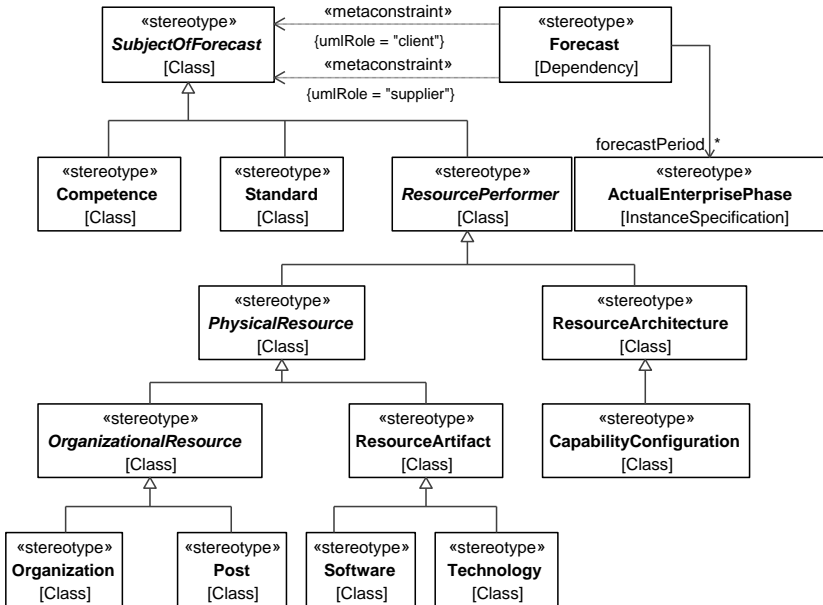 «stereotype»
SubjectOfForecast
[Class]
«metaconstraint»
{umlRole = "client"}
«metaconstraint»
{umlRole = "supplier"}
«stereotype»
Forecast
[Dependency]
forecastPeriod *
«stereotype»
Competence
[Class]
«stereotype»
Standard
[Class]
«stereotype»
ResourcePerformer
[Class]
«stereotype»
ActualEnterprisePhase
[InstanceSpecification]
«stereotype»
PhysicalResource
[Class]
«stereotype»
ResourceArchitecture
[Class]
«stereotype»
OrganizationalResource
[Class]
«stereotype»
ResourceArtifact
[Class]
«stereotype»
CapabilityConfiguration
[Class]
«stereotype»
Organization
[Class]
«stereotype»
Post
[Class]
«stereotype»
Software
[Class]
«stereotype»
Technology
[Class]